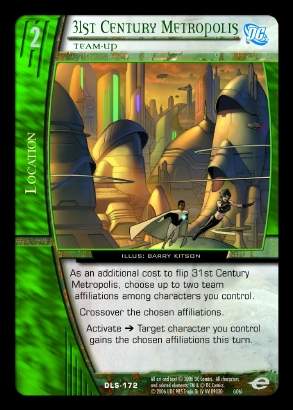 2
31st Century Metropolis
Team-Up
DC
Location
Illus: Barry Kitson
As an additional cost to flip 31st Century
Metropolis, choose up to two team
affiliations among characters you control.
Crossover the chosen affiliations.
Activate → Target character you control
gains the chosen affiliations this turn.
DLS-172